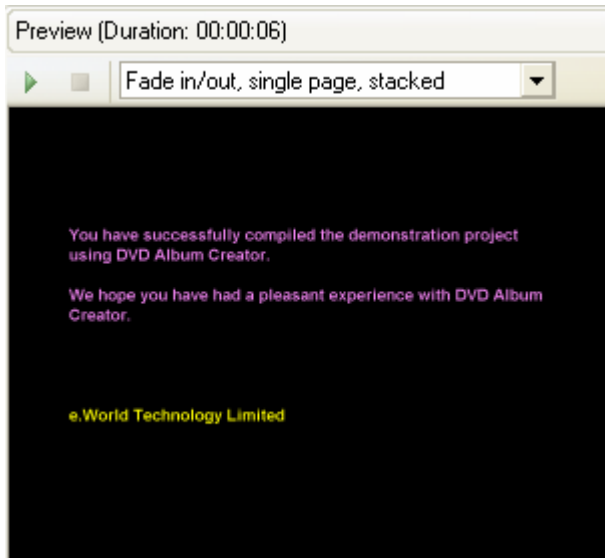 Preview (Duration: 00:00:06)
Fade in/out, single page, stacked
You have successfully compiled the demonstration project
using DVD Album Creator.
We hope you have had a pleasant experience with DVD Album
Creator.
e.World Technology Limited